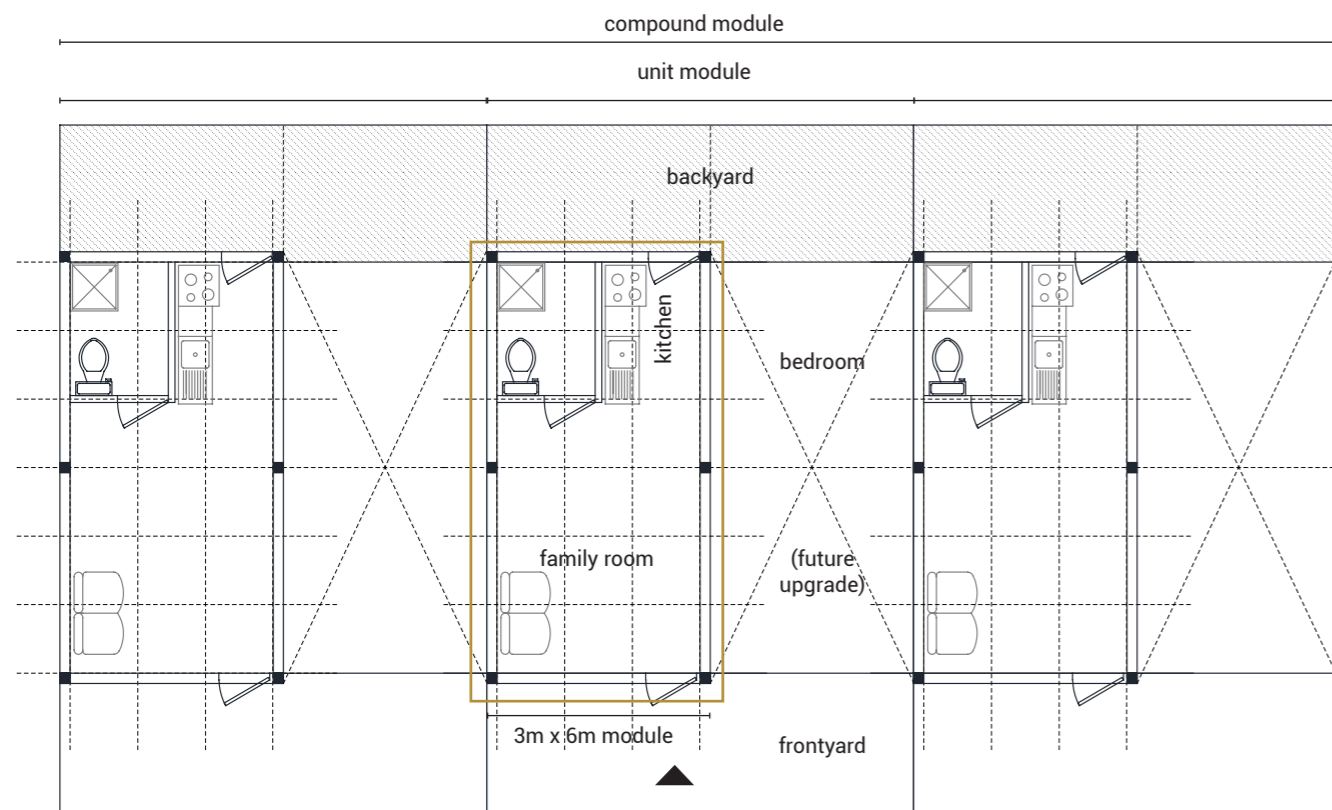 compound module
unit module
backyard
kitchen
bedroom
family room
(future
upgrade)
3m x 6m module
frontyard